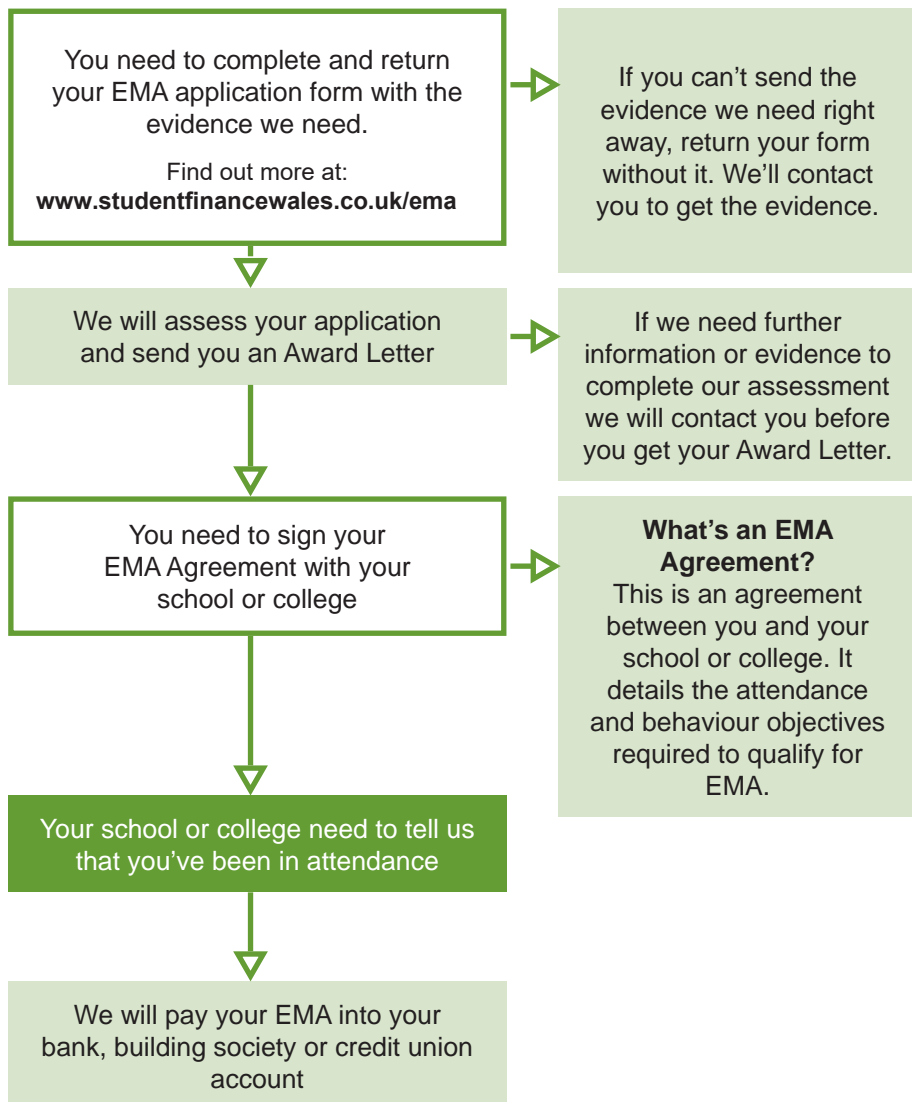 You need to complete and return
your EMA application form with the
evidence we need.
Find out more at:
www.studentfinancewales.co.uk/ema
If you can’t send the
evidence we need right
away, return your form
without it. We’ll contact
you to get the evidence.
We will assess your application
and send you an Award Letter
If we need further
information or evidence to
complete our assessment
we will contact you before
you get your Award Letter.
You need to sign your
EMA Agreement with your
school or college
What’s an EMA
Agreement?
This is an agreement
between you and your
school or college. It
details the attendance
and behaviour objectives
required to qualify for
EMA.
Your school or college need to tell us
that you’ve been in attendance
We will pay your EMA into your
bank, building society or credit union
account